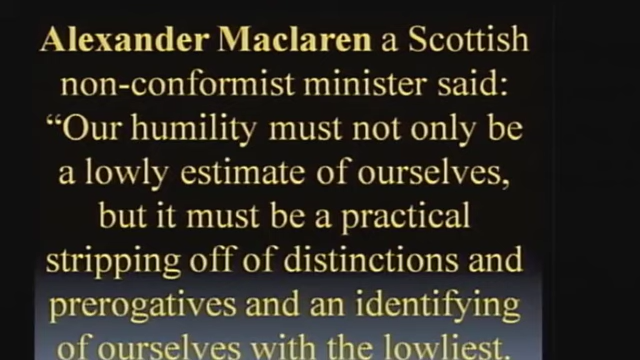 Alexander Maclaren a Scottish
non-conformist minister said:
“Our humility must not only be
a lowly estimate of ourselves,
but it must be a practical
stripping off of distinctions and
prerogatives and an identifying
of ourselves with the lowliest.